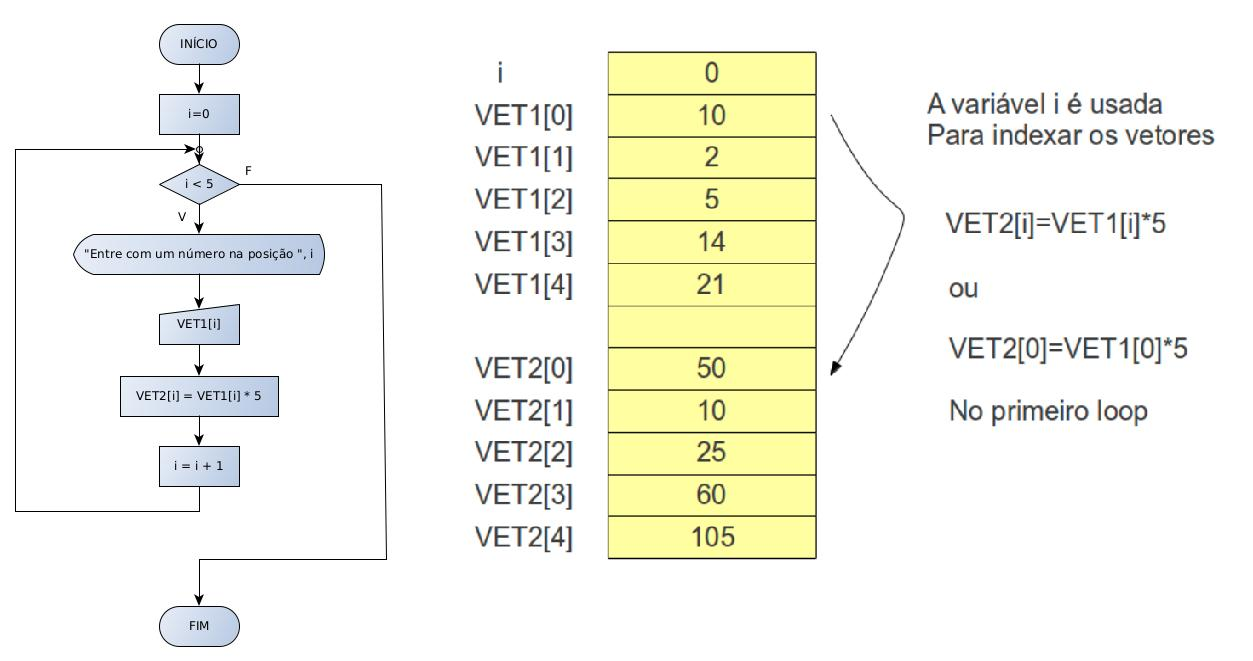 INÍCIO
i=0
i < 5
F
V
"Entre com um número na posição ", i
VET1[i]
VET2[i] = VET1[i] * 5
i = i + 1
FIM
i 0
VET1[0] 10
VET1[1] 2
VET1[2] 5
VET1[3] 14
VET1[4] 21
VET2[0] 50
VET2[1] 10
VET2[2] 25
VET2[3] 60
VET2[4] 105
A variável i é usada
Para indexar os vetores
VET2[i]=VET1[i]*5
ou
VET2[0]=VET1[0]*5
No primeiro loop